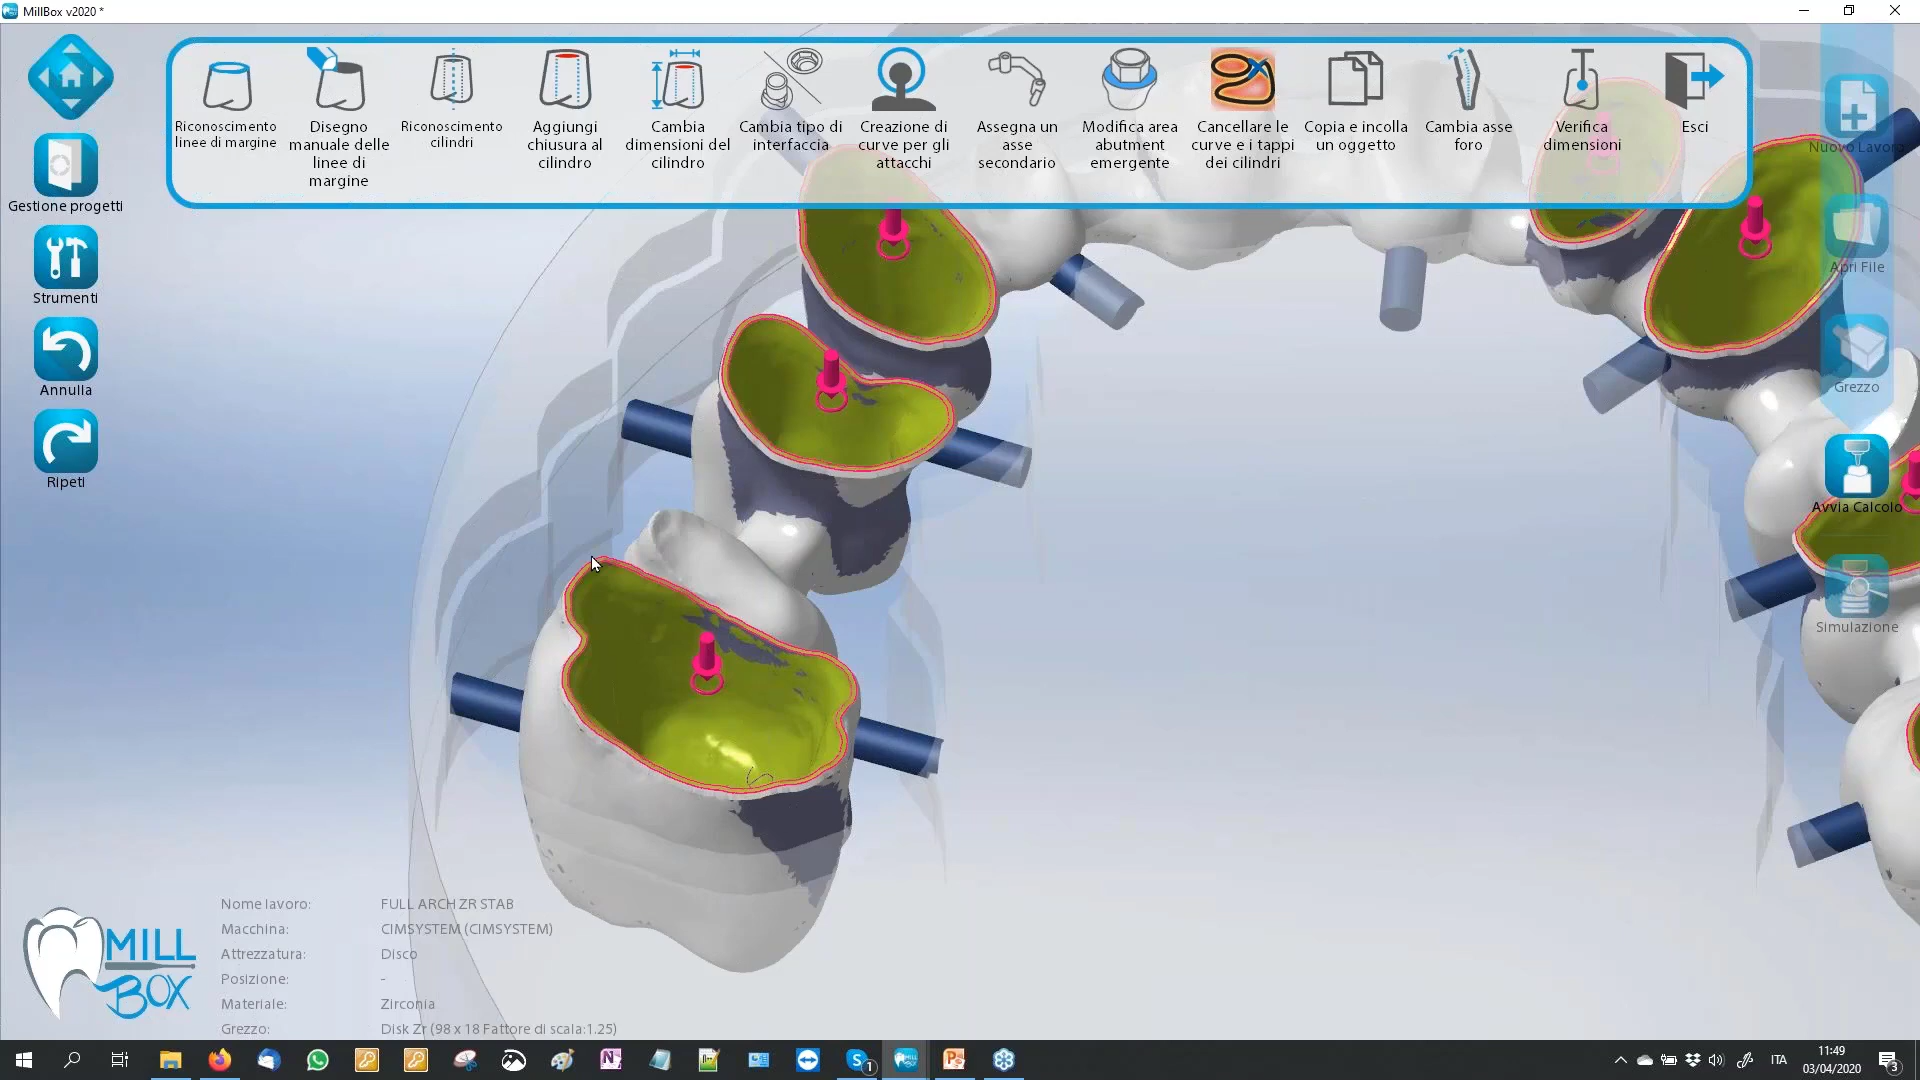 MillBox v2020 *
Riconoscimento
linee di margine
Disegno
manuale delle
linee di
margine
Riconoscimento
cilindri
Aggiungi
chiusura al
cilindro
Cambia
dimensioni del
cilindro
Cambia tipo di
interfaccia
Creazione di
curve per gli
attacchi
Assegna un
asse
secondario
Modifica area
abutment
emergente
Cancellare le
curve e i tappi
dei cilindri
Copia e incolla
un oggetto
Cambia asse
foro
Verifica
dimensioni
Esci
Gestione progetti
Strumenti
Annulla
Ripeti
Nuovo Lavoro
Apri File
Grezzo
Avvia Calcolo
Simulazione
MILL
BOX
Nome lavoro: FULL ARCH ZR STAB
Macchina: CIMSYSTEM (CIMSYSTEM)
Attrezzatura: Disco
Posizione: -
Materiale: Zirconia
Grezzo: Disk Zr (98 x 18 Fattore di scala:1.25)
1
ITA
11:49
03/04/2020
3